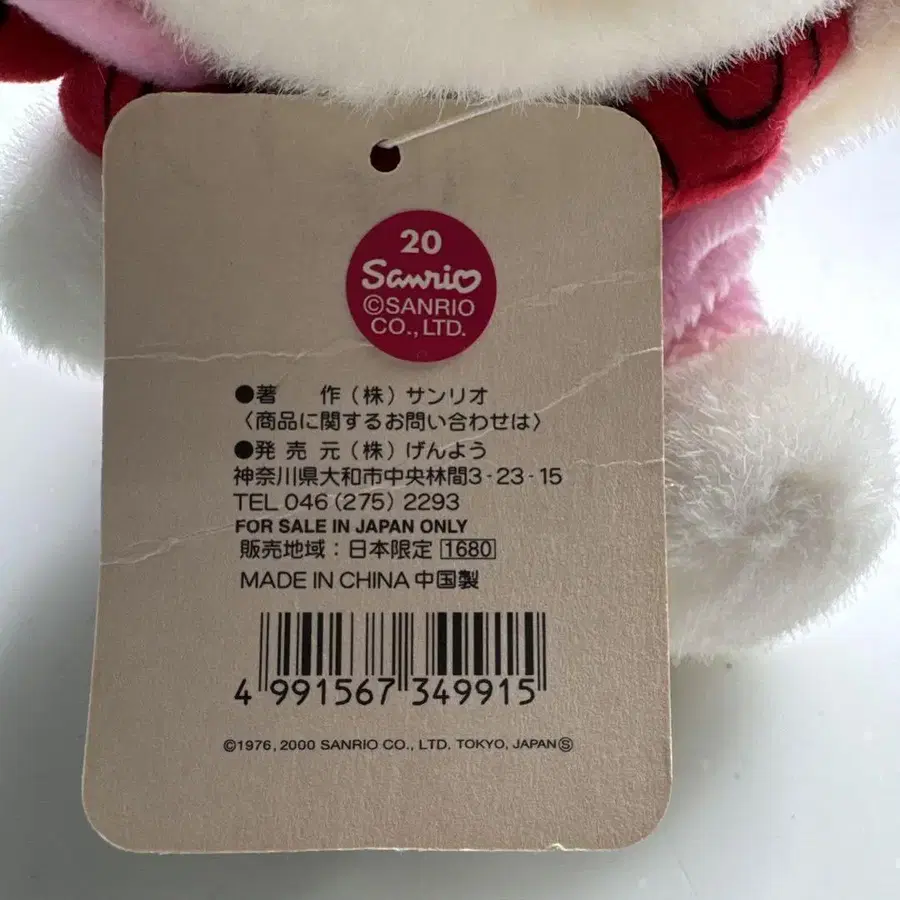 20
Sanrio
©SANRIO
CO., LTD.
●著 作(株)サンリオ
〈商品に関するお問い合わせは〉
●発 売 元(株)げんよう
神奈川県大和市中央林間3-23-15
TEL 046(275)2293
FOR SALE IN JAPAN ONLY
販売地域:日本限定 1680
MADE IN CHINA 中国製
4 991567 349915
©1976, 2000 SANRIO CO., LTD. TOKYO, JAPAN Ⓢ